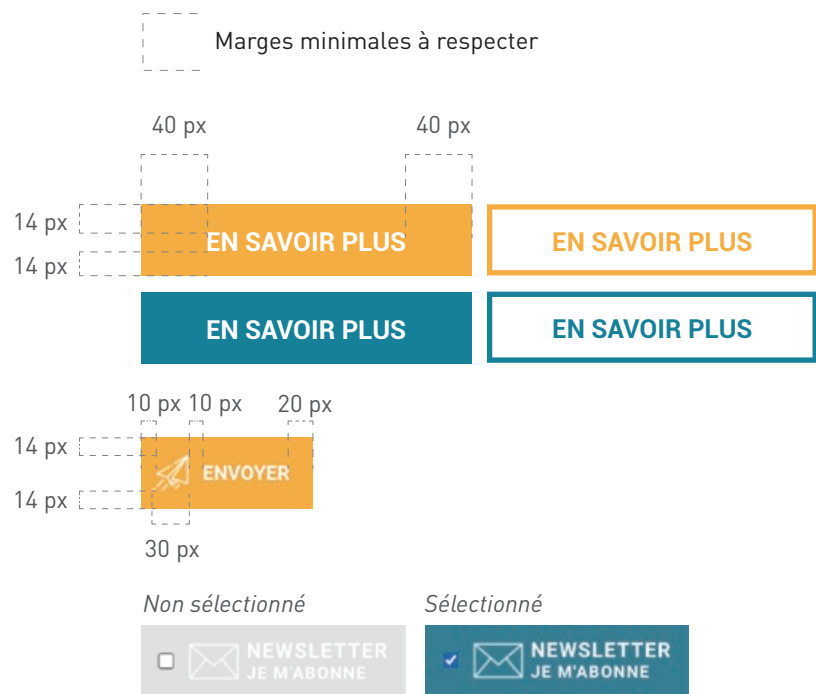 Marges minimales à respecter
40 px 40 px
14 px
14 px
EN SAVOIR PLUS EN SAVOIR PLUS
EN SAVOIR PLUS EN SAVOIR PLUS
10 px 10 px 20 px
14 px
ENVOYER
14 px
30 px
Non sélectionné Sélectionné
NEWSLETTER
JE M'ABONNE
NEWSLETTER
JE M'ABONNE